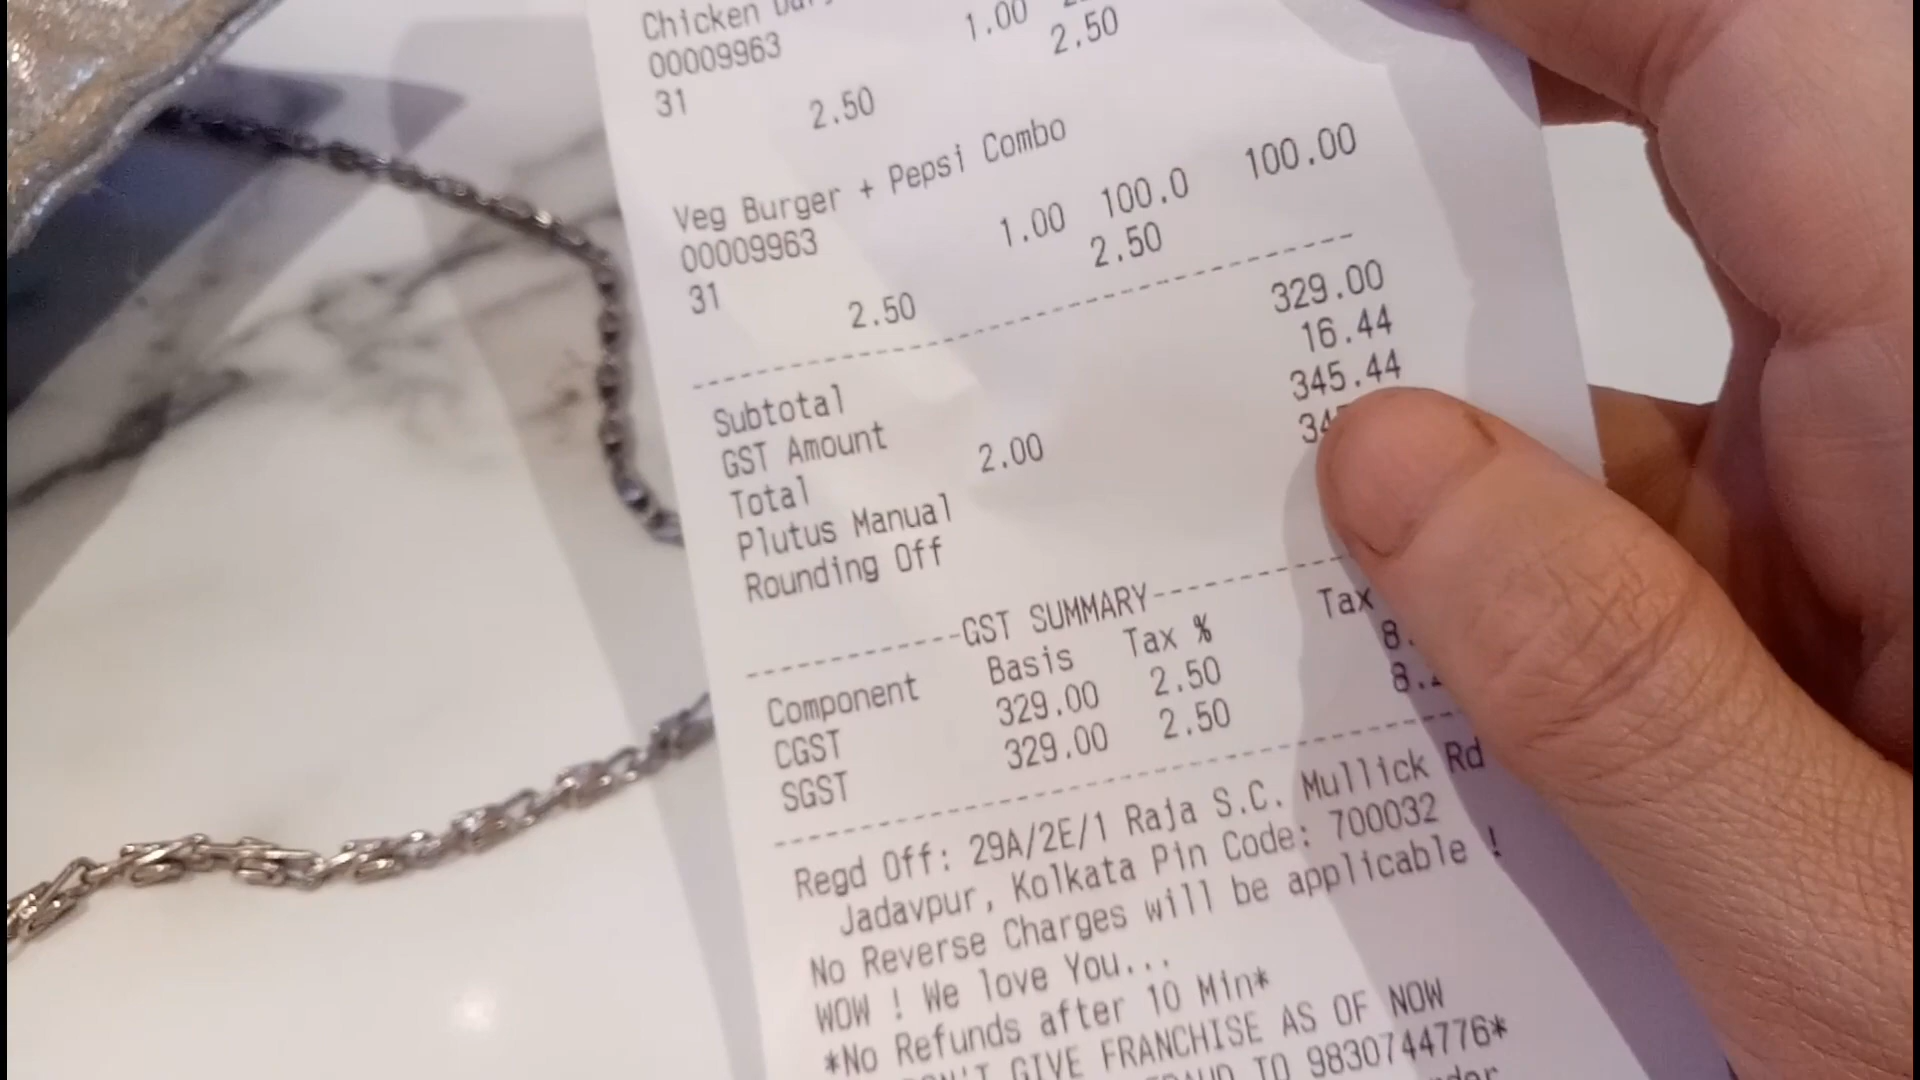 Chicken
00009963 1.00
31 2.50 2.50
Veg Burger + Pepsi Combo
00009963 1.00 100.0 100.00
31 2.50 2.50
Subtotal 329.00
GST Amount 16.44
Total 2.00 345.44
Plutus Manual
Rounding Off
GST SUMMARY
Component Basis Tax % Tax
CGST 329.00 2.50
SGST 329.00 2.50
Regd Off: 29A/2E/1 Raja S.C. Mullick Rd
Jadavpur, Kolkata Pin Code: 700032
No Reverse Charges will be applicable !
WOW ! We love You...
*No Refunds after 10 Min*
GIVE FRANCHISE AS OF NOW
TO 9830744776*